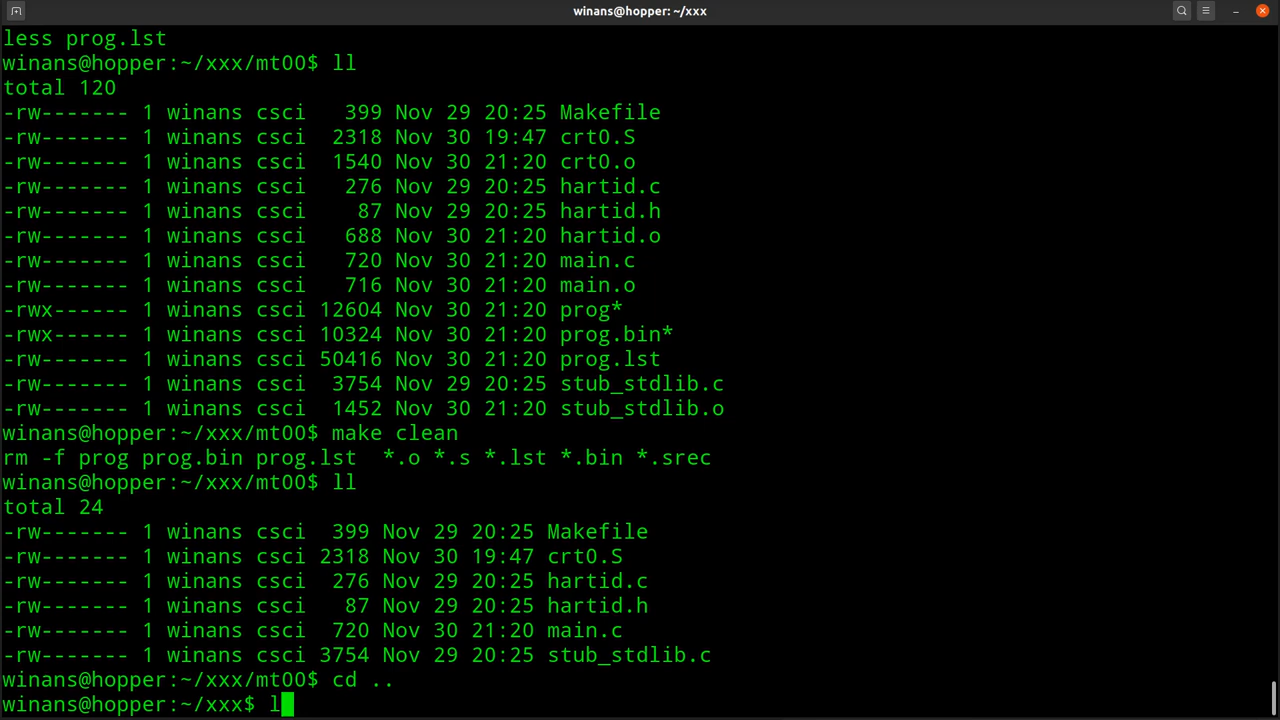 winans@hopper: ~/xxx
less prog.lst
winans@hopper:~/xxx/mt00$ ll
total 120
-rw------- 1 winans csci   399 Nov 29 20:25 Makefile
-rw------- 1 winans csci  2318 Nov 30 19:47 crt0.S
-rw------- 1 winans csci  1540 Nov 30 21:20 crt0.o
-rw------- 1 winans csci   276 Nov 29 20:25 hartid.c
-rw------- 1 winans csci    87 Nov 29 20:25 hartid.h
-rw------- 1 winans csci   688 Nov 30 21:20 hartid.o
-rw------- 1 winans csci   720 Nov 30 21:20 main.c
-rw------- 1 winans csci   716 Nov 30 21:20 main.o
-rwx------ 1 winans csci 12604 Nov 30 21:20 prog*
-rwx------ 1 winans csci 10324 Nov 30 21:20 prog.bin*
-rw------- 1 winans csci 50416 Nov 30 21:20 prog.lst
-rw------- 1 winans csci  3754 Nov 29 20:25 stub_stdlib.c
-rw------- 1 winans csci  1452 Nov 30 21:20 stub_stdlib.o
winans@hopper:~/xxx/mt00$ make clean
rm -f prog prog.bin prog.lst  *.o *.s *.lst *.bin *.srec
winans@hopper:~/xxx/mt00$ ll
total 24
-rw------- 1 winans csci  399 Nov 29 20:25 Makefile
-rw------- 1 winans csci 2318 Nov 30 19:47 crt0.S
-rw------- 1 winans csci  276 Nov 29 20:25 hartid.c
-rw------- 1 winans csci   87 Nov 29 20:25 hartid.h
-rw------- 1 winans csci  720 Nov 30 21:20 main.c
-rw------- 1 winans csci 3754 Nov 29 20:25 stub_stdlib.c
winans@hopper:~/xxx/mt00$ cd ..
winans@hopper:~/xxx$ l